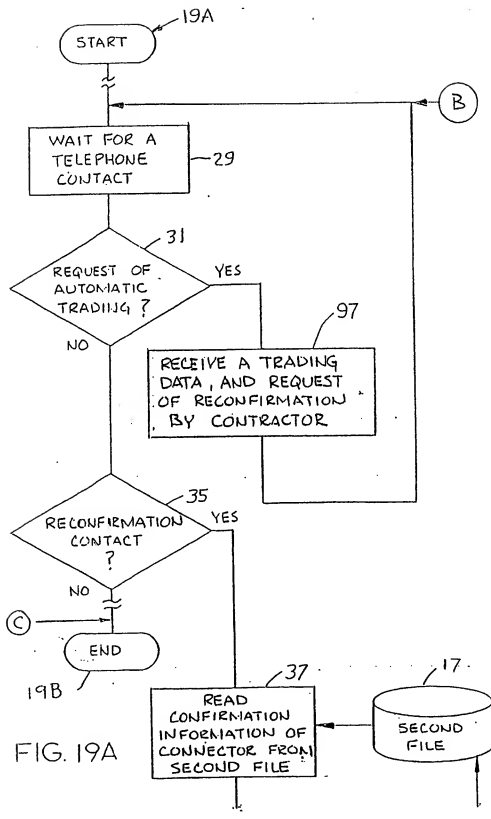 19A
START
B
WAIT FOR A
TELEPHONE
CONTACT
29
31
REQUEST OF
AUTOMATIC
TRADING ?
YES
NO
97
RECEIVE A TRADING
DATA, AND REQUEST
OF RECONFIRMATION
BY CONTRACTOR
35
RECONFIRMATION
CONTACT
?
YES
NO
C
END
19B
37
READ
CONFIRMATION
INFORMATION OF
CONNECTOR FROM
SECOND FILE
17
SECOND
FILE
FIG. 19A